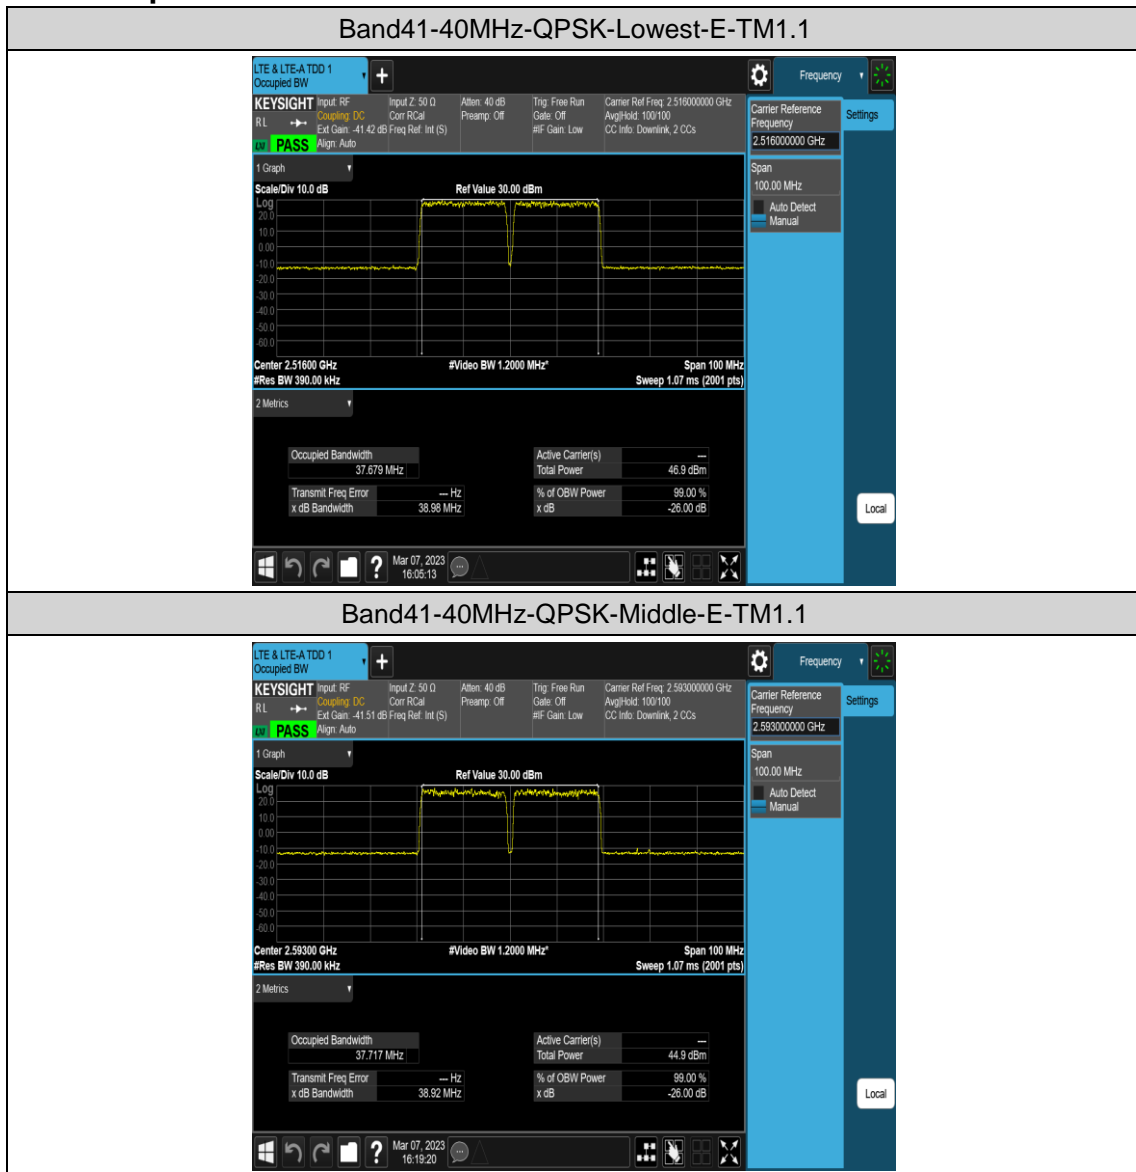 Band41-40MHz-QPSK-Lowest-E-TM1.1
LTE & LTE-A TDD 1
Occupied BW
Frequency
KEYSIGHT Input: RF Input Z: 50 Ω Atten: 40 dB Trig: Free Run Carrier Ref Freq: 2.516000000 GHz
RL Coupling: DC Corr RCal Preamp: Off Gate: Off Avg|Hold: 100/100
Ext Gain: -41.42 dB Freq Ref: Int (S) #IF Gain: Low CC Info: Downlink, 2 CCs
LXI PASS Align: Auto
Carrier Reference Frequency
2.516000000 GHz
Settings
Span
100.00 MHz
Auto Detect
Manual
1 Graph
Scale/Div 10.0 dB Ref Value 30.00 dBm
Log
20.0
10.0
0.00
-10.0
-20.0
-30.0
-40.0
-50.0
-60.0
Center 2.51600 GHz #Video BW 1.2000 MHz* Span 100 MHz
#Res BW 390.00 kHz Sweep 1.07 ms (2001 pts)
2 Metrics
Occupied Bandwidth
37.679 MHz
Active Carrier(s) ---
Total Power 46.9 dBm
Transmit Freq Error --- Hz
x dB Bandwidth 38.98 MHz
% of OBW Power 99.00 %
x dB -26.00 dB
Local
? Mar 07, 2023
16:05:13
Band41-40MHz-QPSK-Middle-E-TM1.1
LTE & LTE-A TDD 1
Occupied BW
Frequency
KEYSIGHT Input: RF Input Z: 50 Ω Atten: 40 dB Trig: Free Run Carrier Ref Freq: 2.593000000 GHz
RL Coupling: DC Corr RCal Preamp: Off Gate: Off Avg|Hold: 100/100
Ext Gain: -41.51 dB Freq Ref: Int (S) #IF Gain: Low CC Info: Downlink, 2 CCs
LXI PASS Align: Auto
Carrier Reference Frequency
2.593000000 GHz
Settings
Span
100.00 MHz
Auto Detect
Manual
1 Graph
Scale/Div 10.0 dB Ref Value 30.00 dBm
Log
20.0
10.0
0.00
-10.0
-20.0
-30.0
-40.0
-50.0
-60.0
Center 2.59300 GHz #Video BW 1.2000 MHz* Span 100 MHz
#Res BW 390.00 kHz Sweep 1.07 ms (2001 pts)
2 Metrics
Occupied Bandwidth
37.717 MHz
Active Carrier(s) ---
Total Power 44.9 dBm
Transmit Freq Error --- Hz
x dB Bandwidth 38.92 MHz
% of OBW Power 99.00 %
x dB -26.00 dB
Local
? Mar 07, 2023
16:19:20